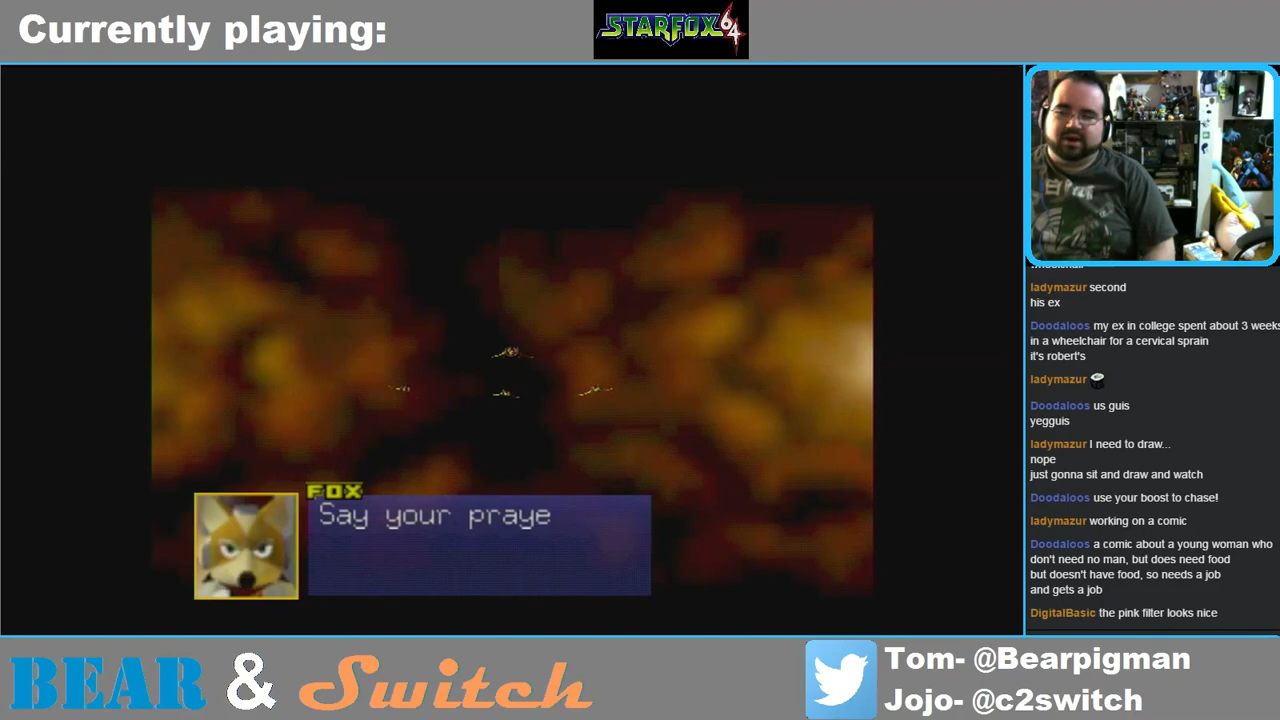 Currently playing:
STARFOX 64
ladymazur second
his ex
Doodaloos my ex in college spent about 3 weeks
in a wheelchair for a cervical sprain
it's robert's
ladymazur
Doodaloos us guis
yegguis
ladymazur I need to draw...
nope
just gonna sit and draw and watch
Doodaloos use your boost to chase!
ladymazur working on a comic
Doodaloos a comic about a young woman who
don't need no man, but does need food
but doesn't have food, so needs a job
and gets a job
DigitalBasic the pink filter looks nice
FOX
Say your praye
BEAR & Switch
Tom- @Bearpigman
Jojo- @c2switch